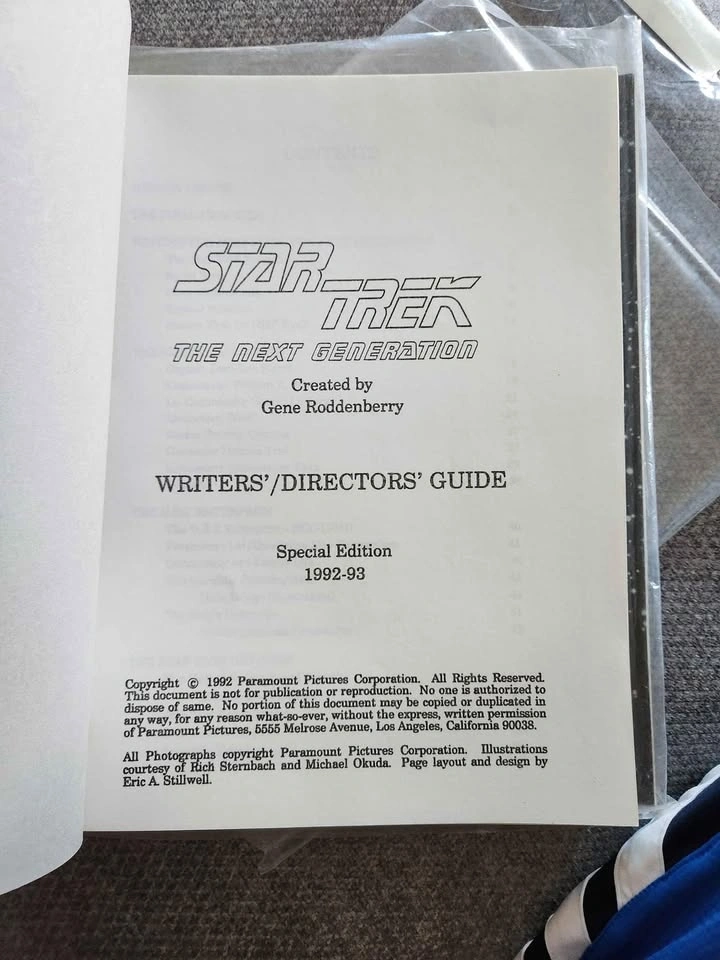 STAR
TREK
THE NEXT GENERATION
Created by
Gene Roddenberry
WRITERS'/DIRECTORS' GUIDE
Special Edition
1992-93
Copyright © 1992 Paramount Pictures Corporation. All Rights Reserved.
This document is not for publication or reproduction. No one is authorized to
dispose of same. No portion of this document may be copied or duplicated in
any way, for any reason what-so-ever, without the express, written permission
of Paramount Pictures, 5555 Melrose Avenue, Los Angeles, California 90038.
All Photographs copyright Paramount Pictures Corporation. Illustrations
courtesy of Rich Sternbach and Michael Okuda. Page layout and design by
Eric A. Stillwell.